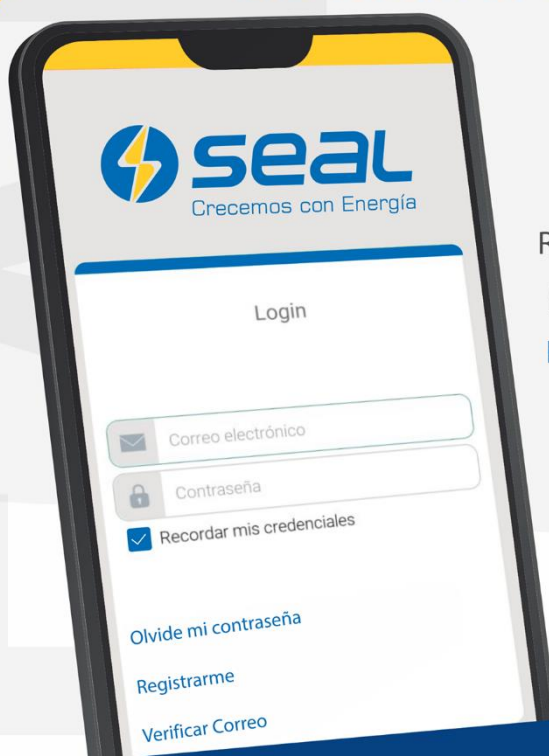 seal
Crecemos con Energía
Login
Correo electrónico
Contraseña
Recordar mis credenciales
Olvide mi contraseña
Registrarme
Verificar Correo